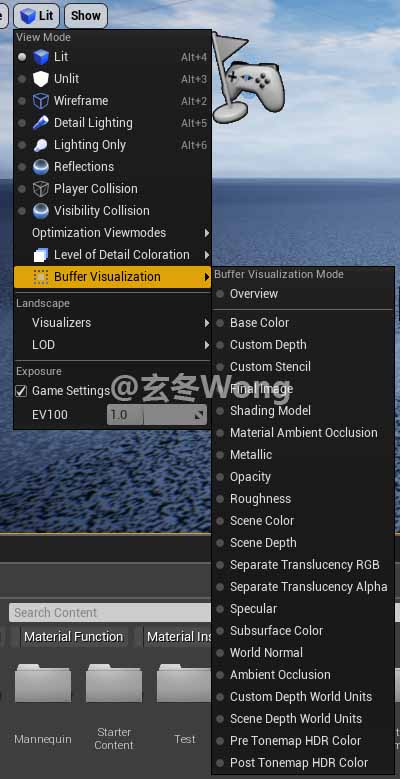 Lit
Show
View Mode
Lit Alt+4
Unlit Alt+3
Wireframe Alt+2
Detail Lighting Alt+5
Lighting Only Alt+6
Reflections
Player Collision
Visibility Collision
Optimization Viewmodes
Level of Detail Coloration
Buffer Visualization
Landscape
Visualizers
LOD
Exposure
Game Settings
EV100 1.0
Buffer Visualization Mode
Overview
Base Color
Custom Depth
Custom Stencil
Final Image
Shading Model
Material Ambient Occlusion
Metallic
Opacity
Roughness
Scene Color
Scene Depth
Separate Translucency RGB
Separate Translucency Alpha
Specular
Subsurface Color
World Normal
Ambient Occlusion
Custom Depth World Units
Scene Depth World Units
Pre Tonemap HDR Color
Post Tonemap HDR Color
@玄冬Wong
Search Content
Material Function
Material Ins
Mannequin
Starter
Content
Test